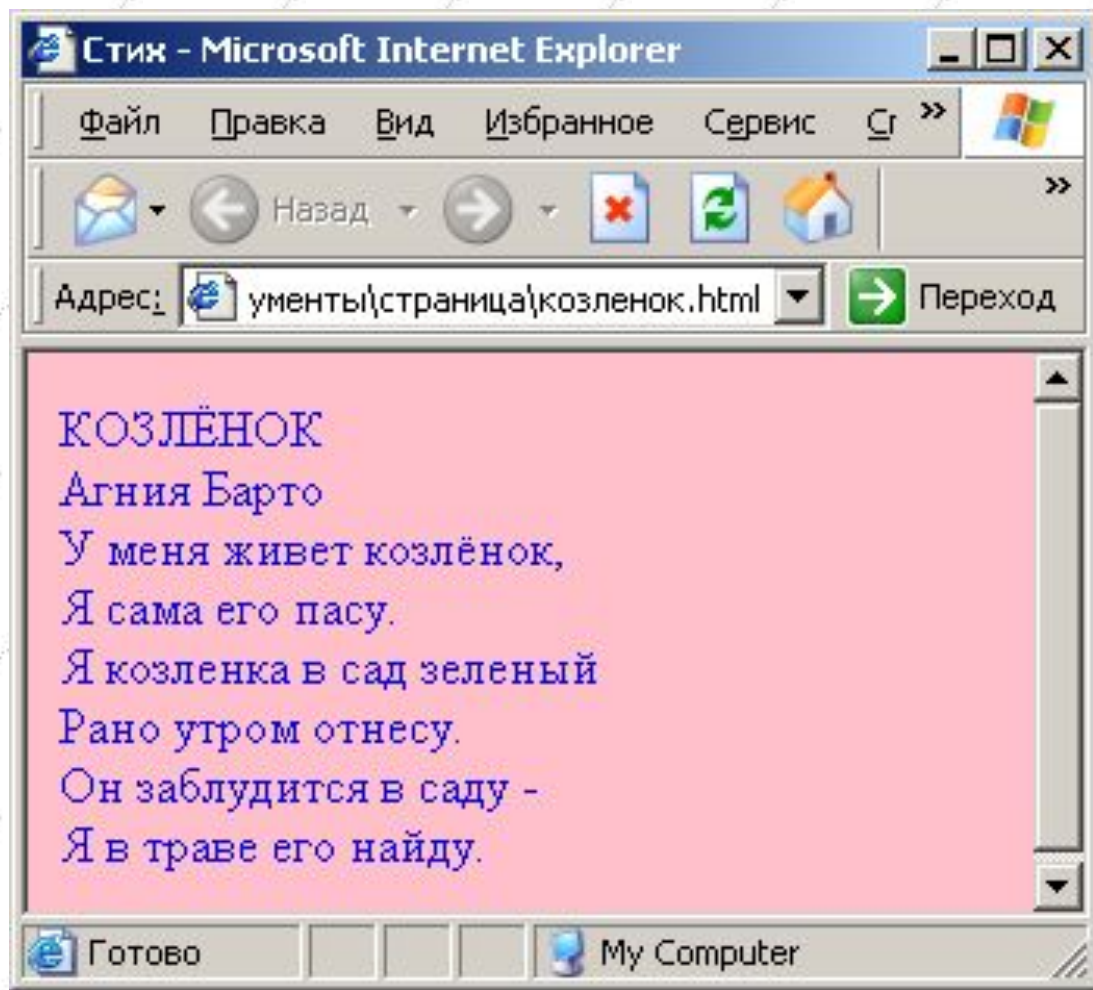 Стих - Microsoft Internet Explorer
Файл Правка Вид Избранное Сервис
Назад
Адрес: ументы\страница\козленок.html Переход
КОЗЛЁНОК
Агния Барто
У меня живет козлёнок,
Я сама его пасу.
Я козленка в сад зеленый
Рано утром отнесу.
Он заблудится в саду -
Я в траве его найду.
Готово My Computer